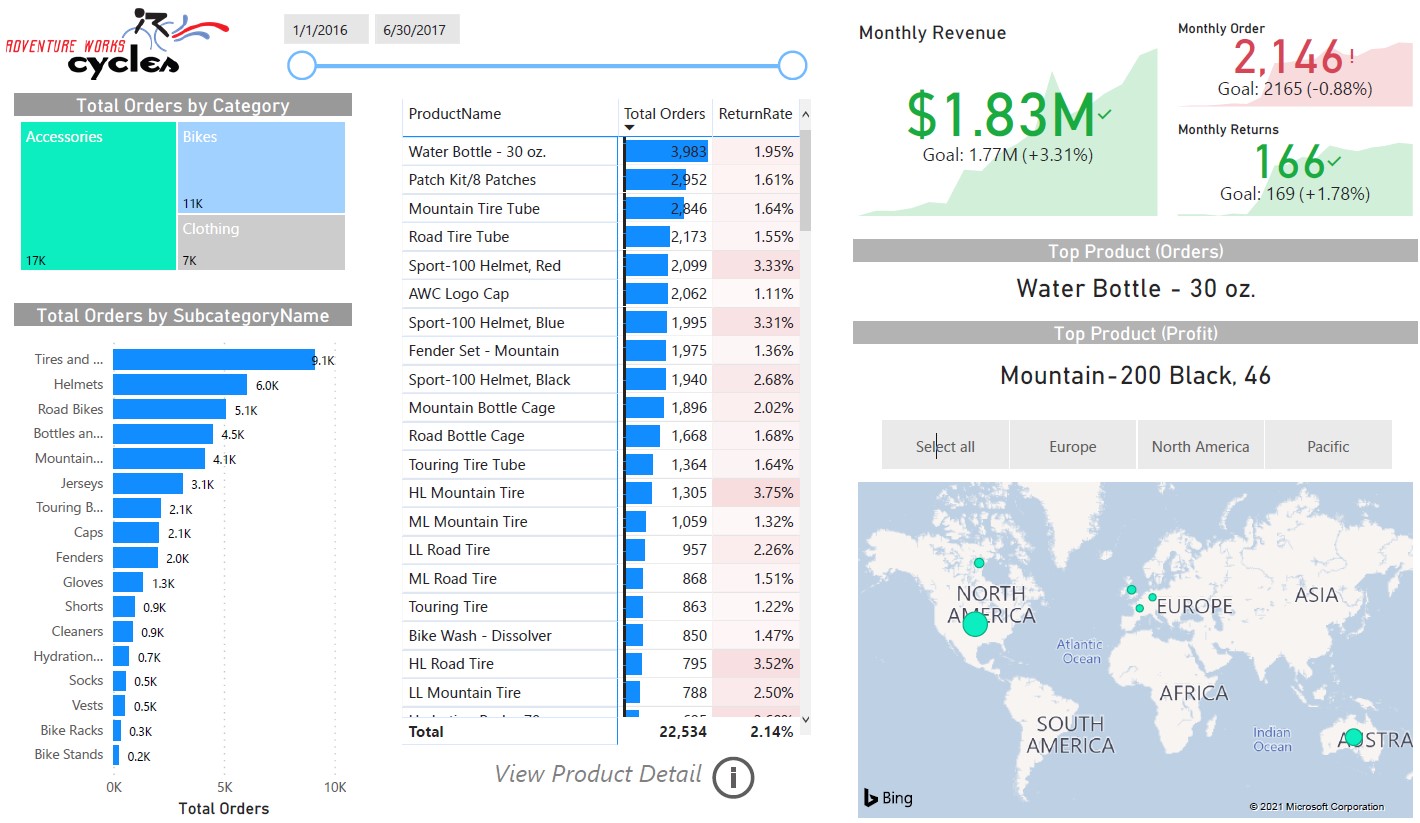 ADVENTURE WORKS
cycles
1/1/2016
6/30/2017
Total Orders by Category
Accessories
17K
Bikes
11K
Clothing
7K
Total Orders by SubcategoryName
Tires and ...
9.1K
Helmets
6.0K
Road Bikes
5.1K
Bottles an...
4.5K
Mountain...
4.1K
Jerseys
3.1K
Touring B...
2.1K
Caps
2.1K
Fenders
2.0K
Gloves
1.3K
Shorts
0.9K
Cleaners
0.9K
Hydration...
0.7K
Socks
0.5K
Vests
0.5K
Bike Racks
0.3K
Bike Stands
0.2K
0K 5K 10K
Total Orders
ProductName Total Orders ReturnRate
Water Bottle - 30 oz. 3,983 1.95%
Patch Kit/8 Patches 2,952 1.61%
Mountain Tire Tube 2,846 1.64%
Road Tire Tube 2,173 1.55%
Sport-100 Helmet, Red 2,099 3.33%
AWC Logo Cap 2,062 1.11%
Sport-100 Helmet, Blue 1,995 3.31%
Fender Set - Mountain 1,975 1.36%
Sport-100 Helmet, Black 1,940 2.68%
Mountain Bottle Cage 1,896 2.02%
Road Bottle Cage 1,668 1.68%
Touring Tire Tube 1,364 1.64%
HL Mountain Tire 1,305 3.75%
ML Mountain Tire 1,059 1.32%
LL Road Tire 957 2.26%
ML Road Tire 868 1.51%
Touring Tire 863 1.22%
Bike Wash - Dissolver 850 1.47%
HL Road Tire 795 3.52%
LL Mountain Tire 788 2.50%
Total 22,534 2.14%
View Product Detail i
Monthly Revenue
$1.83M
Goal: 1.77M (+3.31%)
Monthly Order
2,146!
Goal: 2165 (-0.88%)
Monthly Returns
166
Goal: 169 (+1.78%)
Top Product (Orders)
Water Bottle - 30 oz.
Top Product (Profit)
Mountain-200 Black, 46
Select all
Europe
North America
Pacific
NORTH
AMERICA
EUROPE
ASIA
Atlantic
Ocean
AFRICA
SOUTH
AMERICA
Indian
Ocean
AUSTRA
Bing
© 2021 Microsoft Corporation